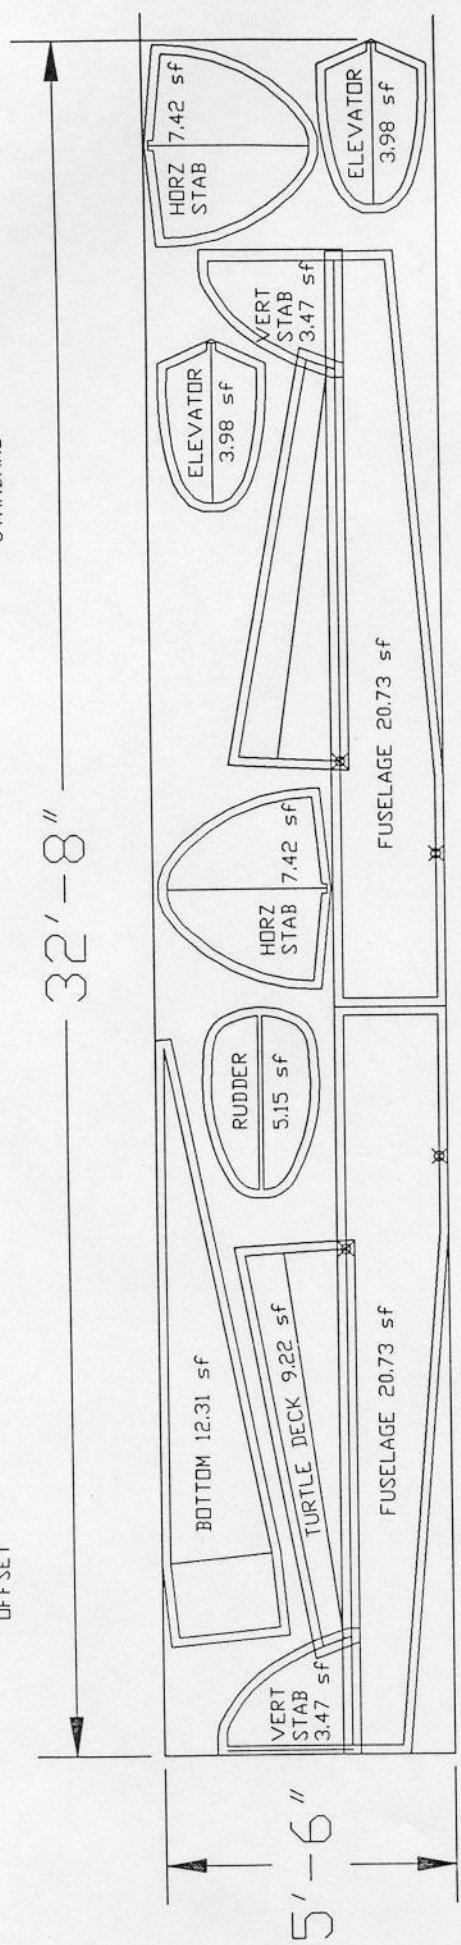 32'-8"
5'-6"
HORZ
STAB
7.42 sf
ELEVATOR
3.98 sf
VERT
STAB
3.47 sf
ELEVATOR
3.98 sf
FUSELAGE 20.73 sf
HORZ
STAB
7.42 sf
RUDDER
5.15 sf
BOTTOM 12.31 sf
TURTLE DECK 9.22 sf
FUSELAGE 20.73 sf
VERT
STAB
3.47 sf